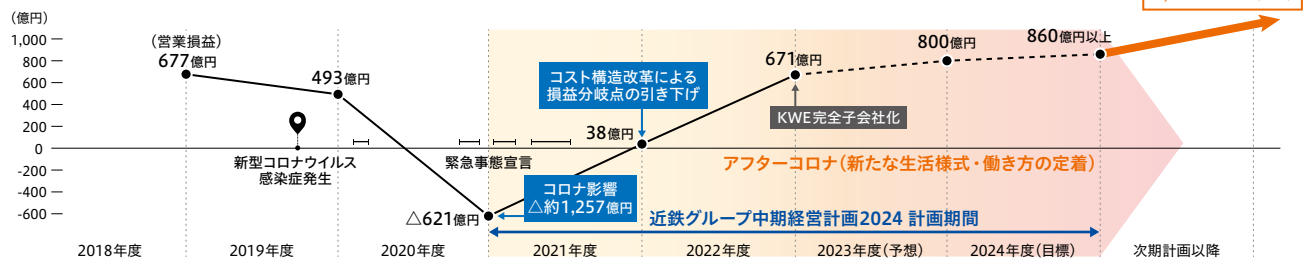 (億円)
1,000
800
600
400
200
0
-200
-400
-600
(営業損益)
677億円
493億円
△621億円
38億円
671億円
800億円
860億円以上
新型コロナウイルス
感染症発生
緊急事態宣言
コスト構造改革による
損益分岐点の引き下げ
コロナ影響
△約1,257億円
KWE完全子会社化
アフターコロナ(新たな生活様式・働き方の定着)
近鉄グループ中期経営計画2024 計画期間
2018年度
2019年度
2020年度
2021年度
2022年度
2023年度(予想)
2024年度(目標)
次期計画以降